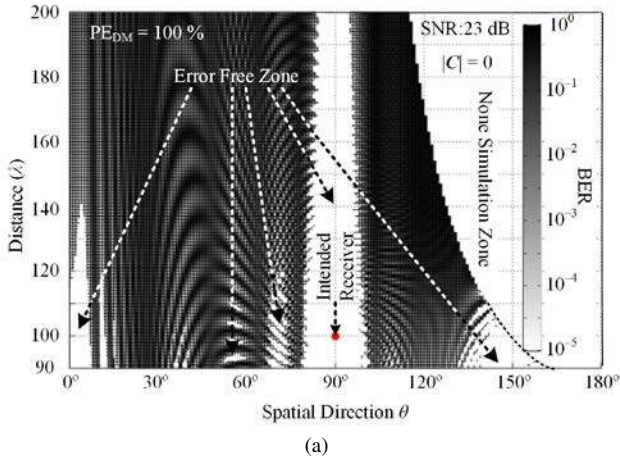 PE_DM = 100 %
SNR:23 dB
|C| = 0
Error Free Zone
None Simulation Zone
Intended
Receiver
Distance (λ)
200
180
160
140
120
100
90
10⁰
10⁻¹
10⁻²
10⁻³
10⁻⁴
10⁻⁵
BER
0° 30° 60° 90° 120° 150° 180°
Spatial Direction θ
(a)